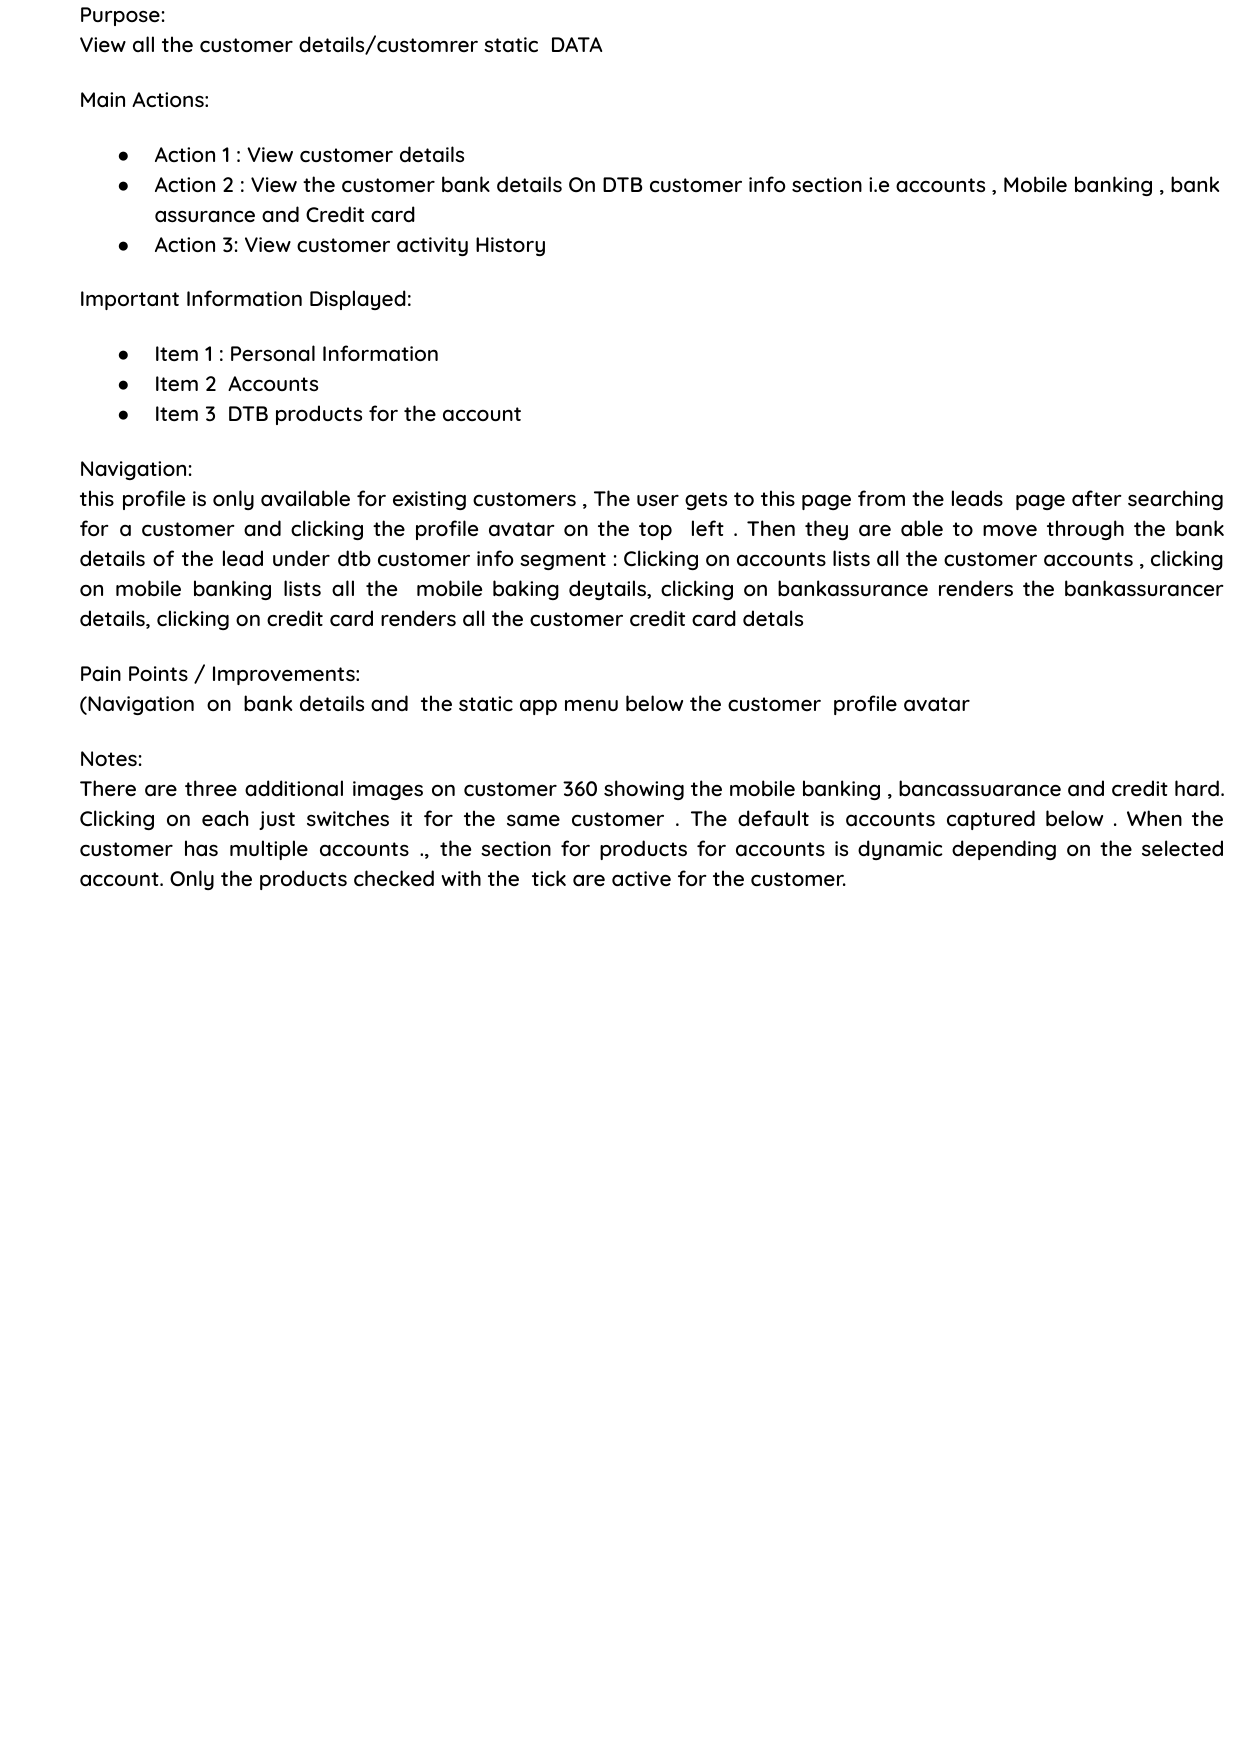 Purpose:
View all the customer details/customrer static  DATA
Main Actions:
● Action 1 : View customer details
● Action 2 : View the customer bank details On DTB customer info section i.e accounts , Mobile banking , bank
assurance and Credit card
● Action 3: View customer activity History
Important Information Displayed:
● Item 1 : Personal Information
● Item 2  Accounts
● Item 3  DTB products for the account
Navigation:
this profile is only available for existing customers , The user gets to this page from the leads  page after searching
for a customer and clicking the profile avatar on the top  left . Then they are able to move through the bank
details of the lead under dtb customer info segment : Clicking on accounts lists all the customer accounts , clicking
on mobile banking lists all the  mobile baking deytails, clicking on bankassurance renders the bankassurancer
details, clicking on credit card renders all the customer credit card detals
Pain Points / Improvements:
(Navigation  on  bank details and  the static app menu below the customer  profile avatar
Notes:
There are three additional images on customer 360 showing the mobile banking , bancassuarance and credit hard.
Clicking on each just switches it for the same customer . The default is accounts captured below . When the
customer has multiple accounts ., the section for products for accounts is dynamic depending on the selected
account. Only the products checked with the  tick are active for the customer.